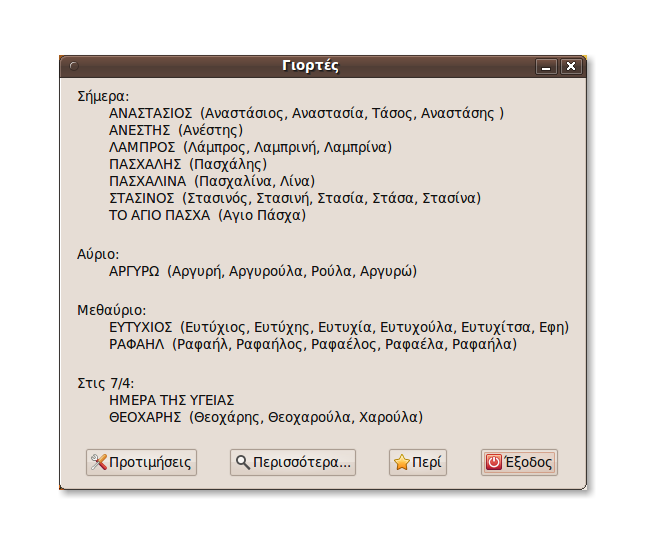 Γιορτές
Σήμερα:
ΑΝΑΣΤΑΣΙΟΣ (Αναστάσιος, Αναστασία, Τάσος, Αναστάσης )
ΑΝΕΣΤΗΣ (Ανέστης)
ΛΑΜΠΡΟΣ (Λάμπρος, Λαμπρινή, Λαμπρίνα)
ΠΑΣΧΑΛΗΣ (Πασχάλης)
ΠΑΣΧΑΛΙΝΑ (Πασχαλίνα, Λίνα)
ΣΤΑΣΙΝΟΣ (Στασινός, Στασινή, Στασία, Στάσα, Στασίνα)
ΤΟ ΑΓΙΟ ΠΑΣΧΑ (Αγιο Πάσχα)
Αύριο:
ΑΡΓΥΡΩ (Αργυρή, Αργυρούλα, Ρούλα, Αργυρώ)
Μεθαύριο:
ΕΥΤΥΧΙΟΣ (Ευτύχιος, Ευτύχης, Ευτυχία, Ευτυχούλα, Ευτυχίτσα, Εφη)
ΡΑΦΑΗΛ (Ραφαήλ, Ραφαήλος, Ραφαέλος, Ραφαέλα, Ραφαήλα)
Στις 7/4:
ΗΜΕΡΑ ΤΗΣ ΥΓΕΙΑΣ
ΘΕΟΧΑΡΗΣ (Θεοχάρης, Θεοχαρούλα, Χαρούλα)
Προτιμήσεις Περισσότερα... Περί Έξοδος